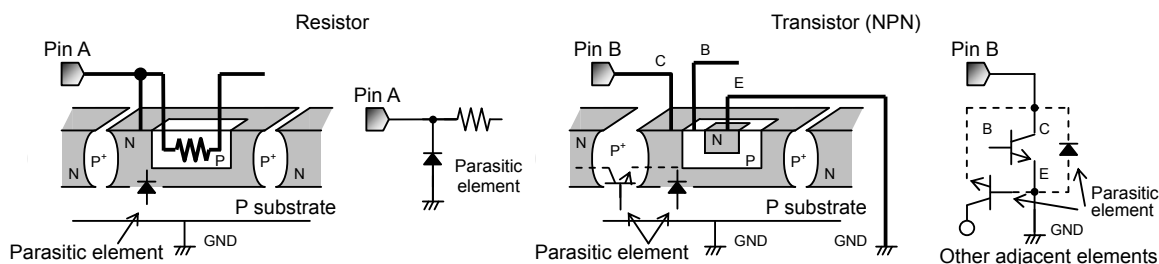 Resistor
Transistor (NPN)
Pin A
N
P+
N
P
P+
N
P substrate
Parasitic element
GND
Pin A
Parasitic
element
Pin B
C
B
E
N
P+
N
N
P
P+
N
P substrate
Parasitic element
GND
GND
Pin B
B
C
E
Parasitic
element
GND
Other adjacent elements